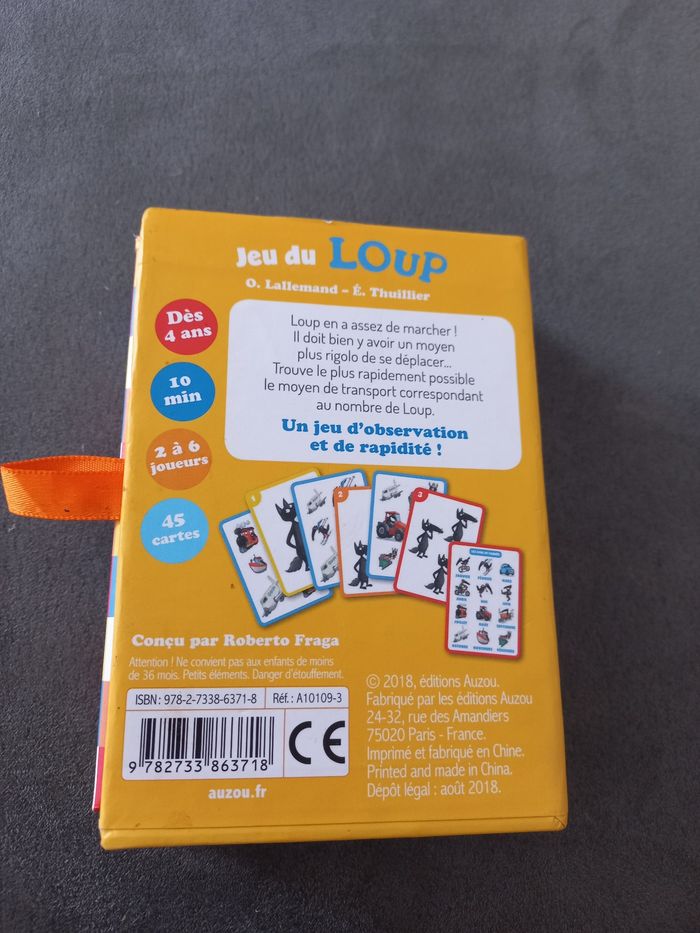 Jeu du LOUP
O. Lallemand – É. Thuillier
Dès
4 ans
10
min
2 à 6
joueurs
45
cartes
Loup en a assez de marcher !
Il doit bien y avoir un moyen
plus rigolo de se déplacer...
Trouve le plus rapidement possible
le moyen de transport correspondant
au nombre de Loup.
Un jeu d'observation
et de rapidité !
1
2
3
Conçu par Roberto Fraga
Attention ! Ne convient pas aux enfants de moins
de 36 mois. Petits éléments. Danger d'étouffement.
ISBN : 978-2-7338-6371-8
Réf. : A10109-3
9 782733 863718
CE
auzou.fr
© 2018, éditions Auzou.
Fabriqué par les éditions Auzou
24-32, rue des Amandiers
75020 Paris - France.
Imprimé et fabriqué en Chine.
Printed and made in China.
Dépôt légal : août 2018.